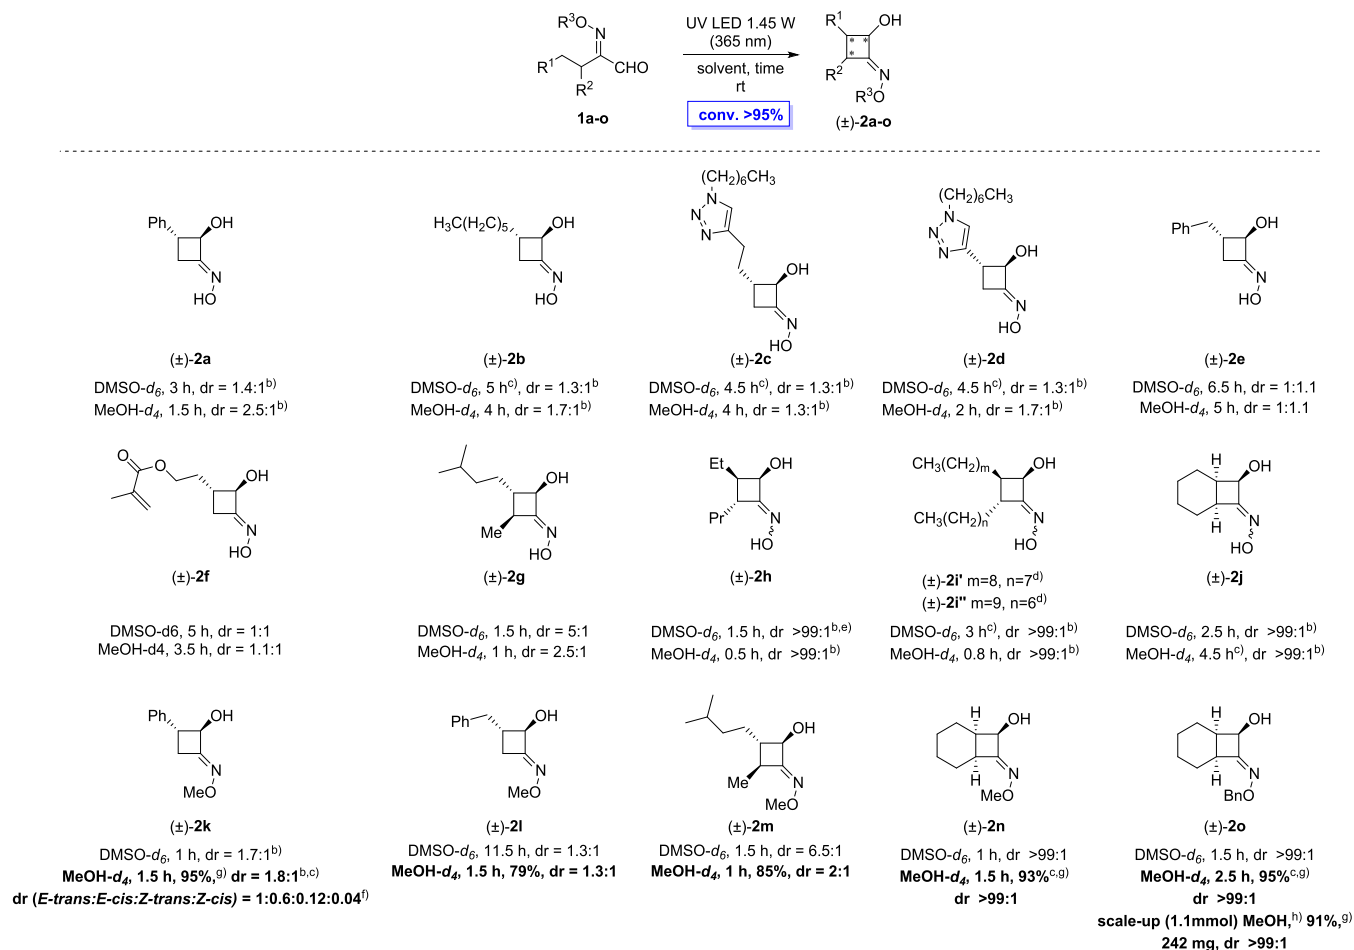 R³O
N
R¹
R²
CHO
1a-o
UV LED 1.45 W
(365 nm)
solvent, time
rt
conv. >95%
R¹
OH
*
*
*
R²
N
R³O
(±)-2a-o
Ph
OH
N
HO
(±)-2a
DMSO-d₆, 3 h, dr = 1.4:1ᵇ⁾
MeOH-d₄, 1.5 h, dr = 2.5:1ᵇ⁾
H₃C(H₂C)₅
OH
N
HO
(±)-2b
DMSO-d₆, 5 hᶜ⁾, dr = 1.3:1ᵇ
MeOH-d₄, 4 h, dr = 1.7:1ᵇ⁾
(CH₂)₆CH₃
N
N
N
OH
N
HO
(±)-2c
DMSO-d₆, 4.5 hᶜ⁾, dr = 1.3:1ᵇ⁾
MeOH-d₄, 4 h, dr = 1.3:1ᵇ⁾
(CH₂)₆CH₃
N
N
N
OH
N
HO
(±)-2d
DMSO-d₆, 4.5 hᶜ⁾, dr = 1.3:1ᵇ⁾
MeOH-d₄, 2 h, dr = 1.7:1ᵇ⁾
Ph
OH
N
HO
(±)-2e
DMSO-d₆, 6.5 h, dr = 1:1.1
MeOH-d₄, 5 h, dr = 1:1.1
O
O
OH
N
HO
(±)-2f
DMSO-d6, 5 h, dr = 1:1
MeOH-d4, 3.5 h, dr = 1.1:1
OH
Me
N
HO
(±)-2g
DMSO-d₆, 1.5 h, dr = 5:1
MeOH-d₄, 1 h, dr = 2.5:1
Et
OH
Pr
N
HO
(±)-2h
DMSO-d₆, 1.5 h, dr >99:1ᵇ,ᵉ⁾
MeOH-d₄, 0.5 h, dr >99:1ᵇ⁾
CH₃(CH₂)ₘ
OH
CH₃(CH₂)ₙ
N
HO
(±)-2i' m=8, n=7ᵈ⁾
(±)-2i" m=9, n=6ᵈ⁾
DMSO-d₆, 3 hᶜ⁾, dr >99:1ᵇ⁾
MeOH-d₄, 0.8 h, dr >99:1ᵇ⁾
H
OH
H
N
HO
(±)-2j
DMSO-d₆, 2.5 h, dr >99:1ᵇ⁾
MeOH-d₄, 4.5 hᶜ⁾, dr >99:1ᵇ⁾
Ph
OH
N
MeO
(±)-2k
DMSO-d₆, 1 h, dr = 1.7:1ᵇ⁾
MeOH-d₄, 1.5 h, 95%,ᵍ⁾ dr = 1.8:1ᵇ,ᶜ⁾
dr (E-trans:E-cis:Z-trans:Z-cis) = 1:0.6:0.12:0.04ᶠ⁾
Ph
OH
N
MeO
(±)-2l
DMSO-d₆, 11.5 h, dr = 1.3:1
MeOH-d₄, 1.5 h, 79%, dr = 1.3:1
OH
Me
N
MeO
(±)-2m
DMSO-d₆, 1.5 h, dr = 6.5:1
MeOH-d₄, 1 h, 85%, dr = 2:1
H
OH
H
N
MeO
(±)-2n
DMSO-d₆, 1 h, dr >99:1
MeOH-d₄, 1.5 h, 93%ᶜ,ᵍ⁾
dr >99:1
H
OH
H
N
BnO
(±)-2o
DMSO-d₆, 1.5 h, dr >99:1
MeOH-d₄, 2.5 h, 95%ᶜ,ᵍ⁾
dr >99:1
scale-up (1.1mmol) MeOH,ʰ⁾ 91%,ᵍ⁾
242 mg, dr >99:1